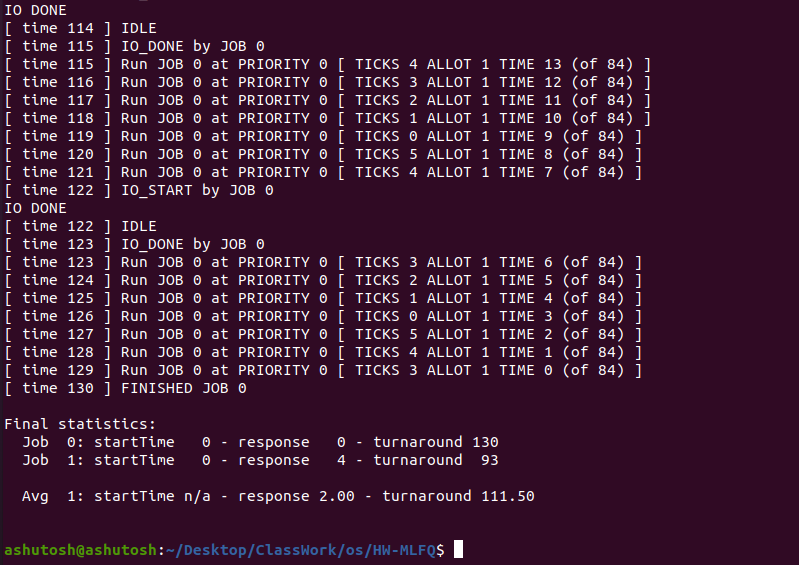 IO DONE
[ time 114 ] IDLE
[ time 115 ] IO_DONE by JOB 0
[ time 115 ] Run JOB 0 at PRIORITY 0 [ TICKS 4 ALLOT 1 TIME 13 (of 84) ]
[ time 116 ] Run JOB 0 at PRIORITY 0 [ TICKS 3 ALLOT 1 TIME 12 (of 84) ]
[ time 117 ] Run JOB 0 at PRIORITY 0 [ TICKS 2 ALLOT 1 TIME 11 (of 84) ]
[ time 118 ] Run JOB 0 at PRIORITY 0 [ TICKS 1 ALLOT 1 TIME 10 (of 84) ]
[ time 119 ] Run JOB 0 at PRIORITY 0 [ TICKS 0 ALLOT 1 TIME 9 (of 84) ]
[ time 120 ] Run JOB 0 at PRIORITY 0 [ TICKS 5 ALLOT 1 TIME 8 (of 84) ]
[ time 121 ] Run JOB 0 at PRIORITY 0 [ TICKS 4 ALLOT 1 TIME 7 (of 84) ]
[ time 122 ] IO_START by JOB 0
IO DONE
[ time 122 ] IDLE
[ time 123 ] IO_DONE by JOB 0
[ time 123 ] Run JOB 0 at PRIORITY 0 [ TICKS 3 ALLOT 1 TIME 6 (of 84) ]
[ time 124 ] Run JOB 0 at PRIORITY 0 [ TICKS 2 ALLOT 1 TIME 5 (of 84) ]
[ time 125 ] Run JOB 0 at PRIORITY 0 [ TICKS 1 ALLOT 1 TIME 4 (of 84) ]
[ time 126 ] Run JOB 0 at PRIORITY 0 [ TICKS 0 ALLOT 1 TIME 3 (of 84) ]
[ time 127 ] Run JOB 0 at PRIORITY 0 [ TICKS 5 ALLOT 1 TIME 2 (of 84) ]
[ time 128 ] Run JOB 0 at PRIORITY 0 [ TICKS 4 ALLOT 1 TIME 1 (of 84) ]
[ time 129 ] Run JOB 0 at PRIORITY 0 [ TICKS 3 ALLOT 1 TIME 0 (of 84) ]
[ time 130 ] FINISHED JOB 0
Final statistics:
  Job  0: startTime   0 - response   0 - turnaround 130
  Job  1: startTime   0 - response   4 - turnaround  93
  Avg  1: startTime n/a - response 2.00 - turnaround 111.50
ashutosh@ashutosh:~/Desktop/ClassWork/os/HW-MLFQ$